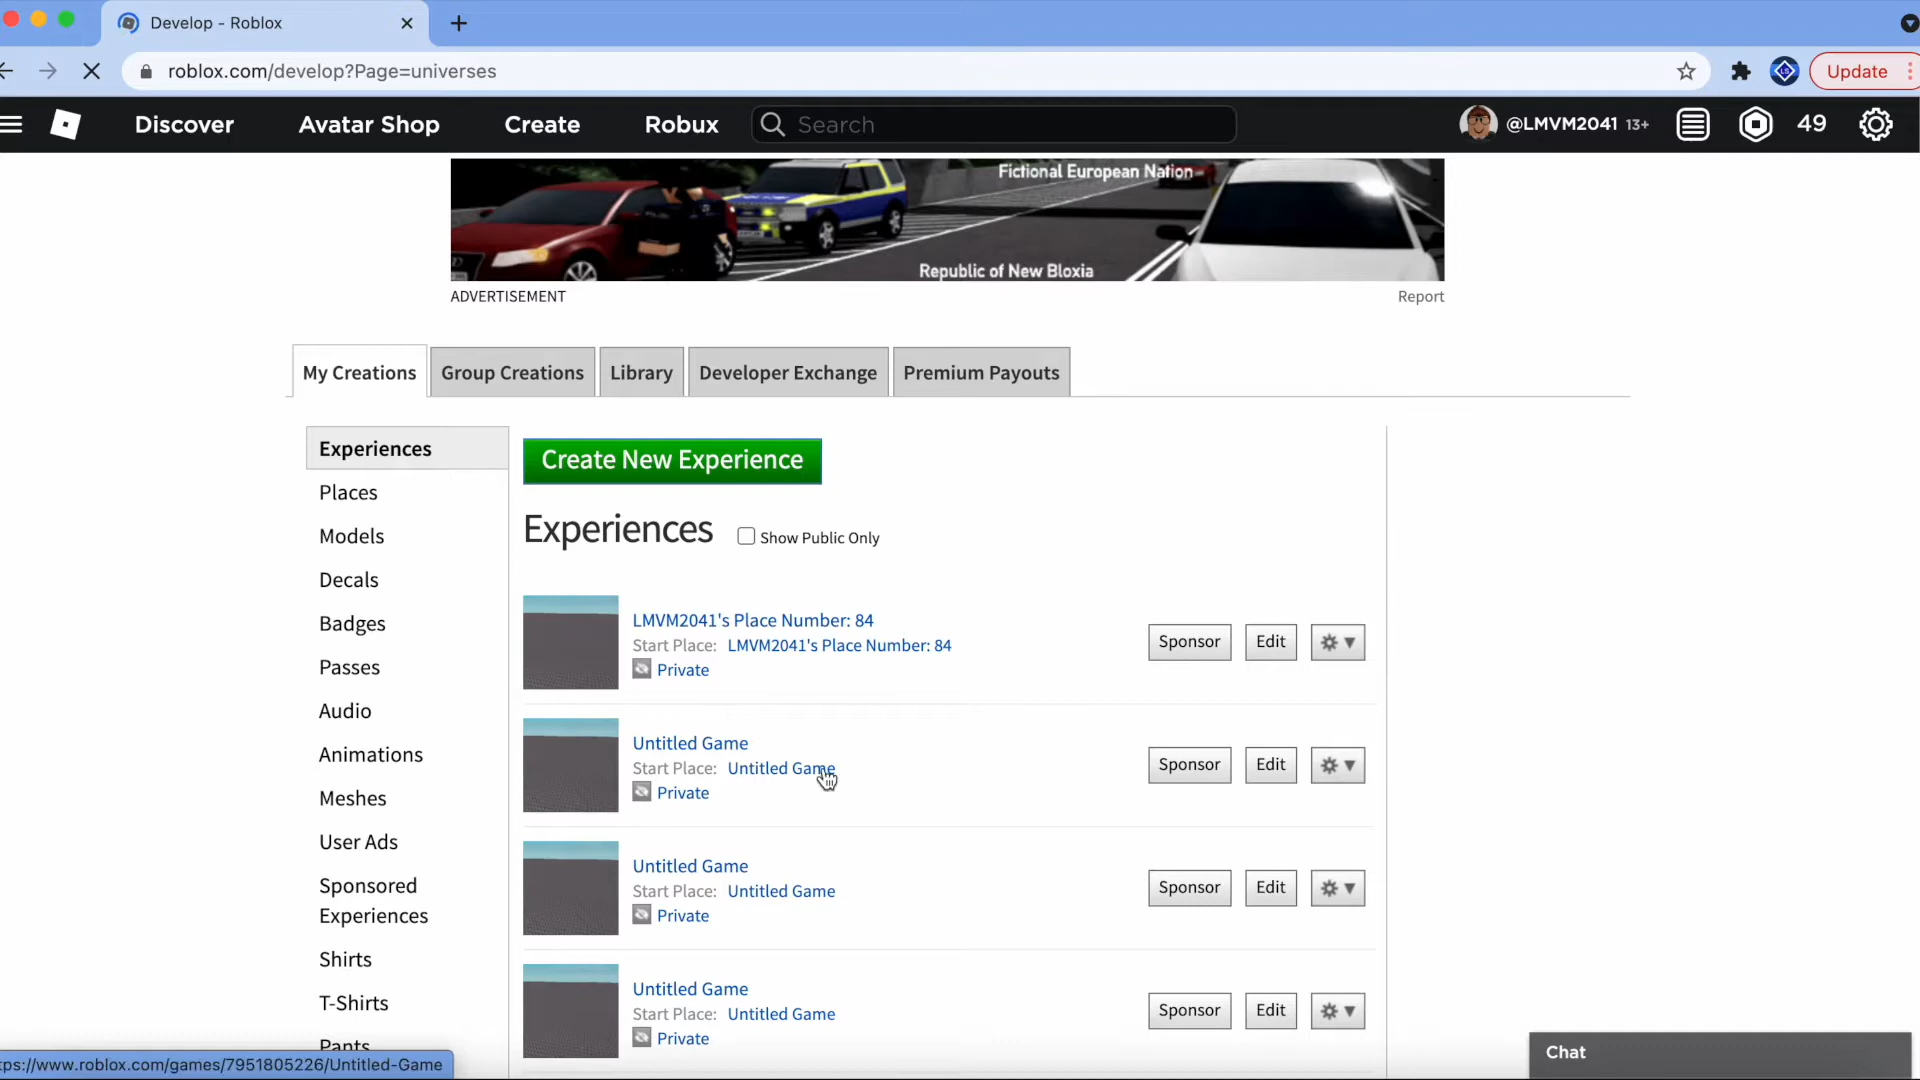 Develop - Roblox
roblox.com/develop?Page=universes
Update
Discover
Avatar Shop
Create
Robux
Search
@LMVM2041 13+
49
Fictional European Nation
Republic of New Bloxia
ADVERTISEMENT
Report
My Creations
Group Creations
Library
Developer Exchange
Premium Payouts
Experiences
Places
Models
Decals
Badges
Passes
Audio
Animations
Meshes
User Ads
Sponsored
Experiences
Shirts
T-Shirts
Pants
Create New Experience
Experiences
Show Public Only
LMVM2041's Place Number: 84
Start Place: LMVM2041's Place Number: 84
Private
Sponsor
Edit
Untitled Game
Start Place: Untitled Game
Private
Sponsor
Edit
Untitled Game
Start Place: Untitled Game
Private
Sponsor
Edit
Untitled Game
Start Place: Untitled Game
Private
Sponsor
Edit
Chat
tps://www.roblox.com/games/7951805226/Untitled-Game